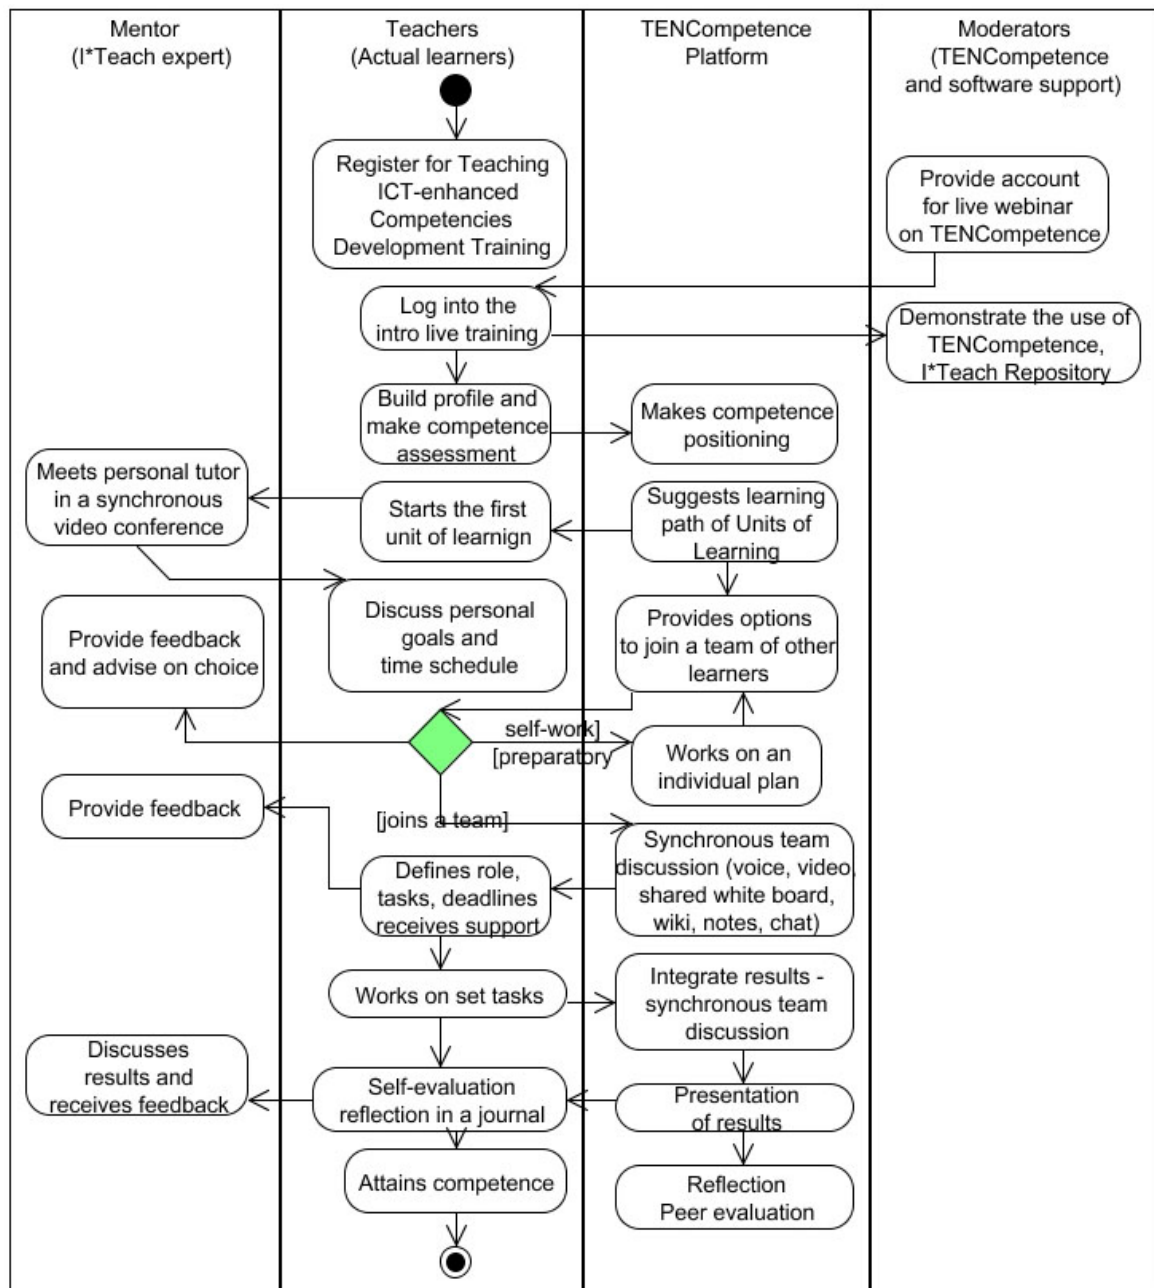 Mentor
(I*Teach expert)
Teachers
(Actual learners)
TENCompetence
Platform
Moderators
(TENCompetence
and software support)
Register for Teaching
ICT-enhanced
Competencies
Development Training
Provide account
for live webinar
on TENCompetence
Log into the
intro live training
Demonstrate the use of
TENCompetence,
I*Teach Repository
Build profile and
make competence
assessment
Makes competence
positioning
Meets personal tutor
in a synchronous
video conference
Starts the first
unit of learnign
Suggests learning
path of Units of
Learning
Provide feedback
and advise on choice
Discuss personal
goals and
time schedule
Provides options
to join a team of other
learners
self-work]
[preparatory
Works on an
individual plan
Provide feedback
[joins a team]
Synchronous team
discussion (voice, video,
shared white board,
wiki, notes, chat)
Defines role,
tasks, deadlines
receives support
Works on set tasks
Integrate results -
synchronous team
discussion
Discusses
results and
receives feedback
Self-evaluation
reflection in a journal
Presentation
of results
Attains competence
Reflection
Peer evaluation